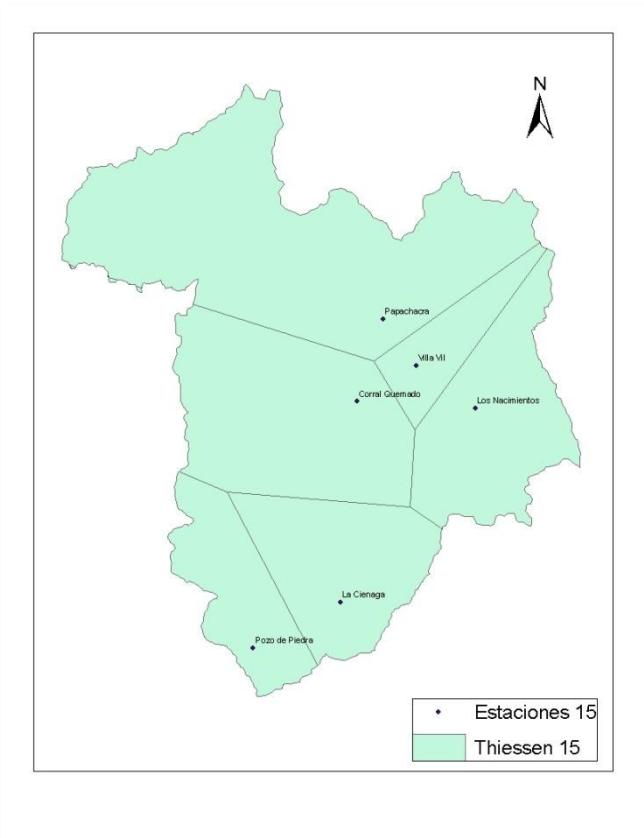 N
Papachacra
Villa Vil
Corral Quemado
Los Nacimientos
La Cienaga
Pozo de Piedra
Estaciones 15
Thiessen 15